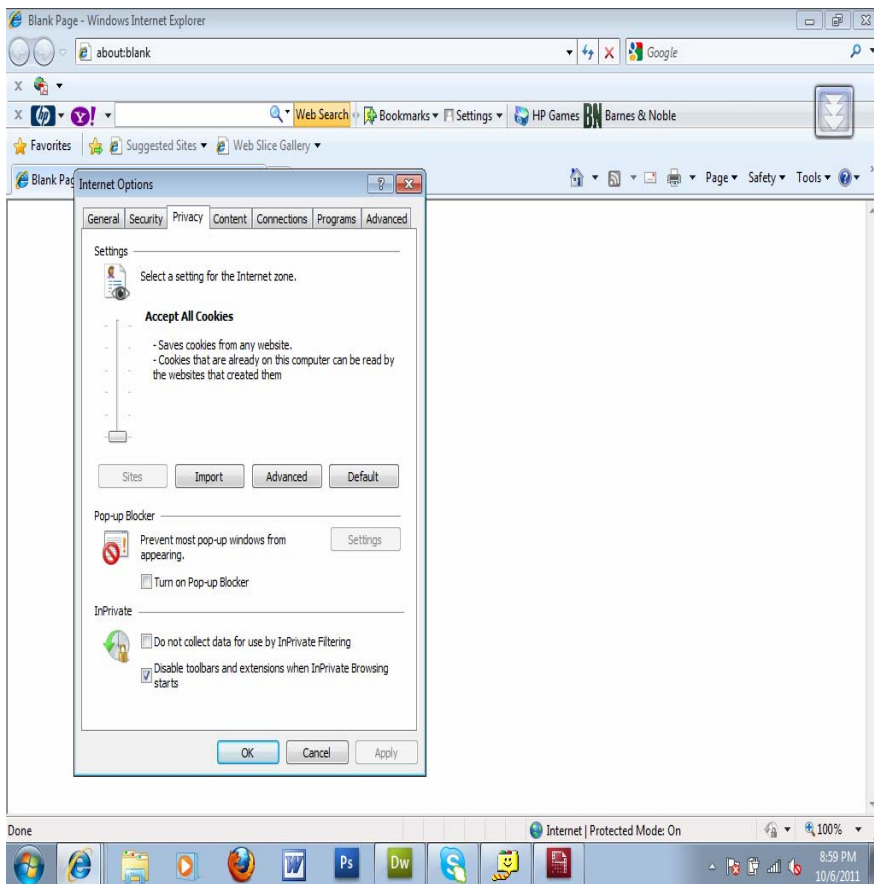 Blank Page - Windows Internet Explorer
about:blank
Google
Web Search
Bookmarks
Settings
HP Games
BN Barnes & Noble
Favorites
Suggested Sites
Web Slice Gallery
Blank Pag
Page
Safety
Tools
Internet Options
General
Security
Privacy
Content
Connections
Programs
Advanced
Settings
Select a setting for the Internet zone.
Accept All Cookies
- Saves cookies from any website.
- Cookies that are already on this computer can be read by
the websites that created them
Sites
Import
Advanced
Default
Pop-up Blocker
Prevent most pop-up windows from
appearing.
Settings
Turn on Pop-up Blocker
InPrivate
Do not collect data for use by InPrivate Filtering
Disable toolbars and extensions when InPrivate Browsing
starts
OK
Cancel
Apply
Done
Internet | Protected Mode: On
100%
Ps
Dw
8:59 PM
10/6/2011